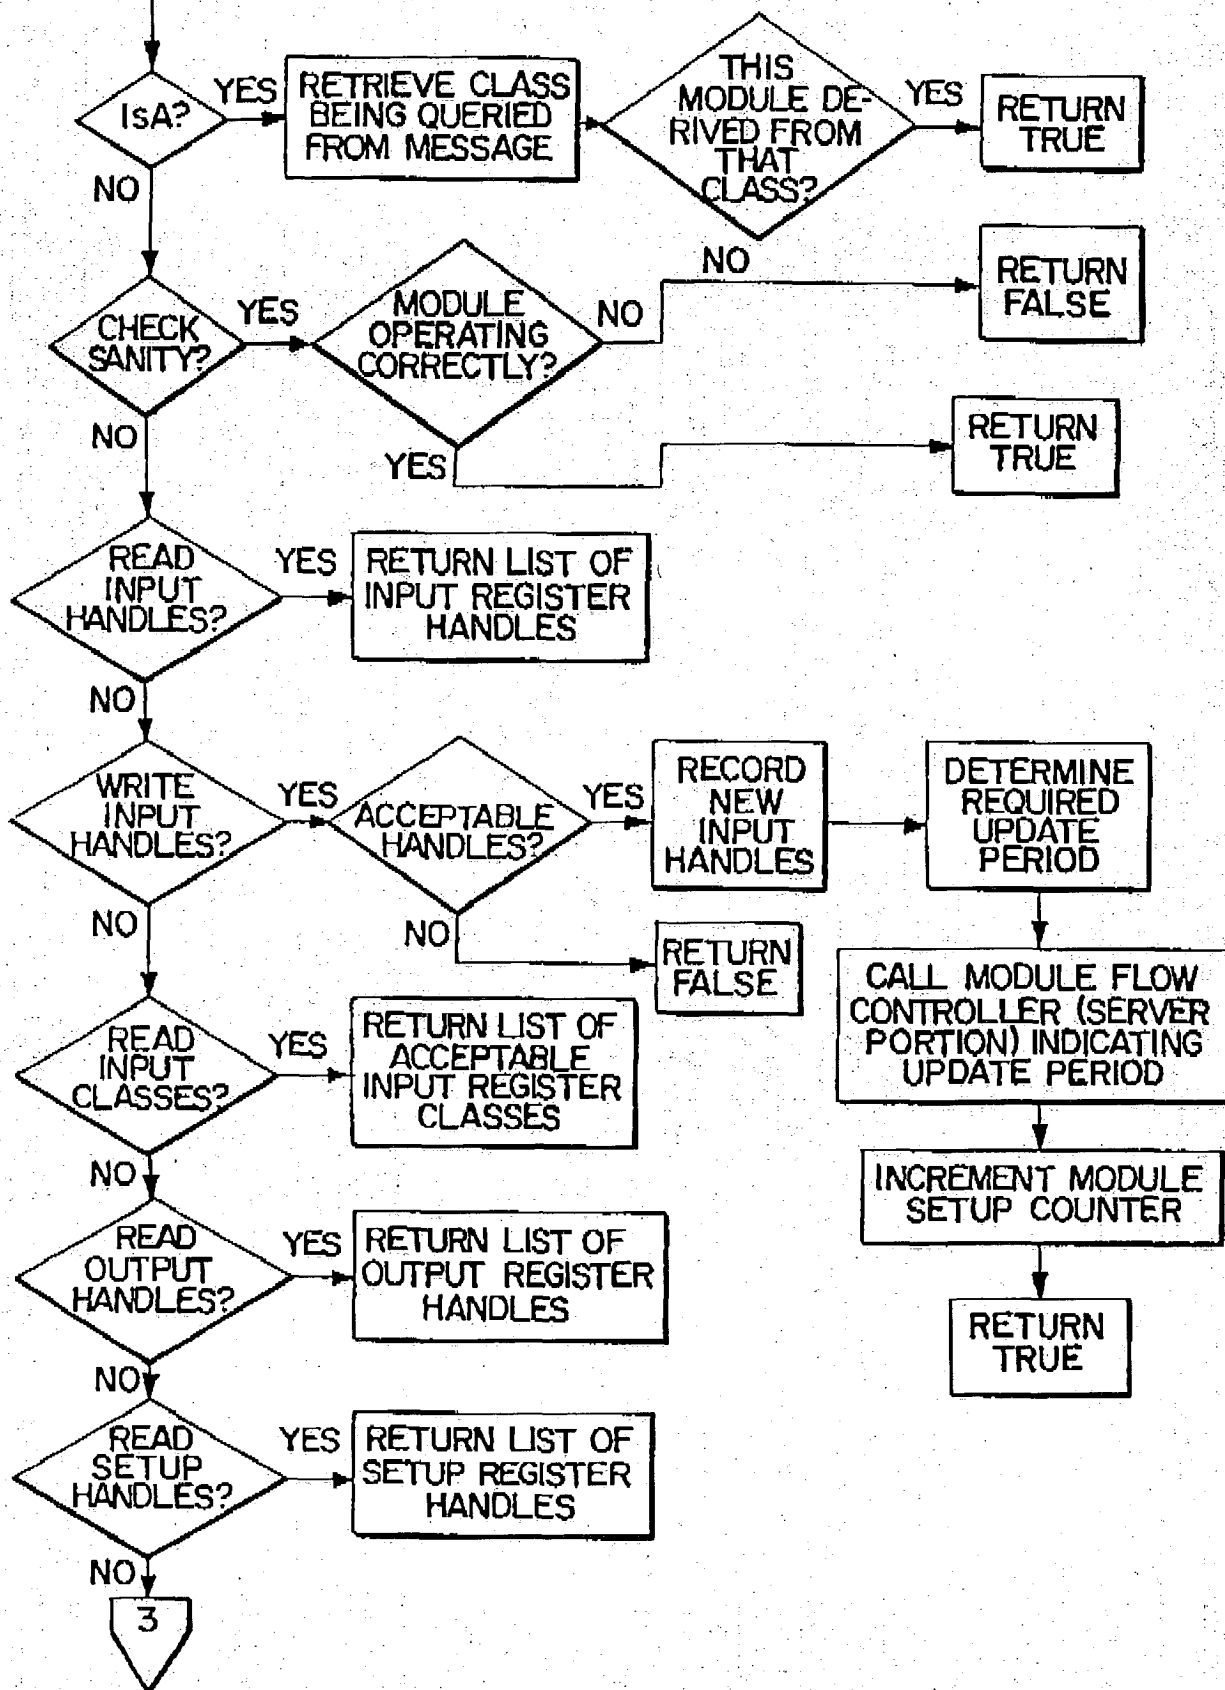 IsA?
YES
RETRIEVE CLASS
BEING QUERIED
FROM MESSAGE
THIS
MODULE DE-
RIVED FROM
THAT
CLASS?
YES
RETURN
TRUE
NO
NO
RETURN
FALSE
CHECK
SANITY?
YES
MODULE
OPERATING
CORRECTLY?
NO
NO
YES
RETURN
TRUE
READ
INPUT
HANDLES?
YES
RETURN LIST OF
INPUT REGISTER
HANDLES
NO
WRITE
INPUT
HANDLES?
YES
ACCEPTABLE
HANDLES?
YES
RECORD
NEW
INPUT
HANDLES
DETERMINE
REQUIRED
UPDATE
PERIOD
NO
NO
RETURN
FALSE
CALL MODULE FLOW
CONTROLLER (SERVER
PORTION) INDICATING
UPDATE PERIOD
READ
INPUT
CLASSES?
YES
RETURN LIST OF
ACCEPTABLE
INPUT REGISTER
CLASSES
INCREMENT MODULE
SETUP COUNTER
NO
READ
OUTPUT
HANDLES?
YES
RETURN LIST OF
OUTPUT REGISTER
HANDLES
RETURN
TRUE
NO
READ
SETUP
HANDLES?
YES
RETURN LIST OF
SETUP REGISTER
HANDLES
NO
3